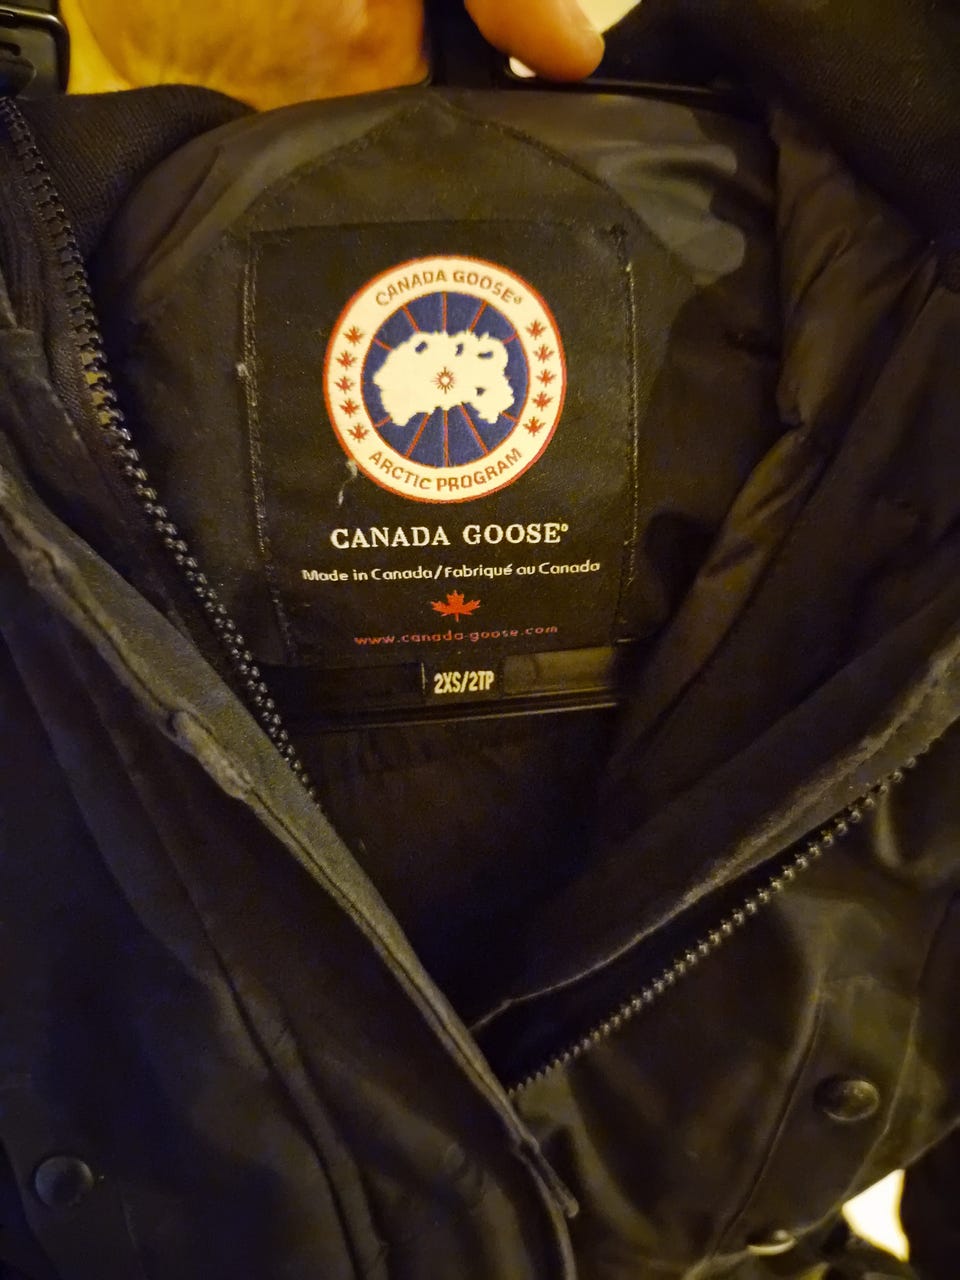 CANADA GOOSE®
ARCTIC PROGRAM
CANADA GOOSE®
Made in Canada/Fabriqué au Canada
www.canada-goose.com
2XS/2TP